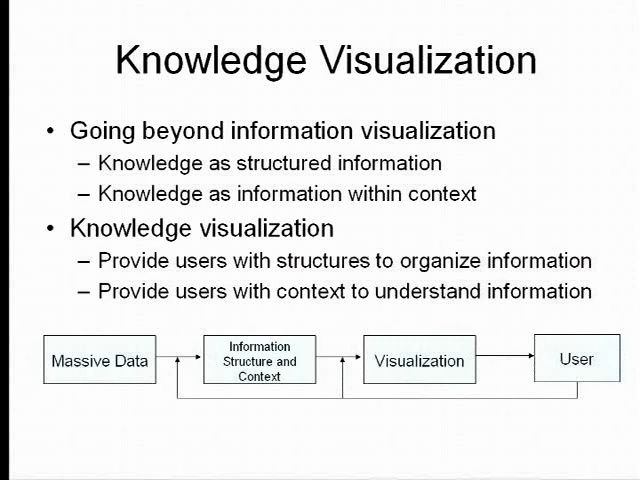 Knowledge Visualization
• Going beyond information visualization
– Knowledge as structured information
– Knowledge as information within context
• Knowledge visualization
– Provide users with structures to organize information
– Provide users with context to understand information
Massive Data
Information
Structure and
Context
Visualization
User